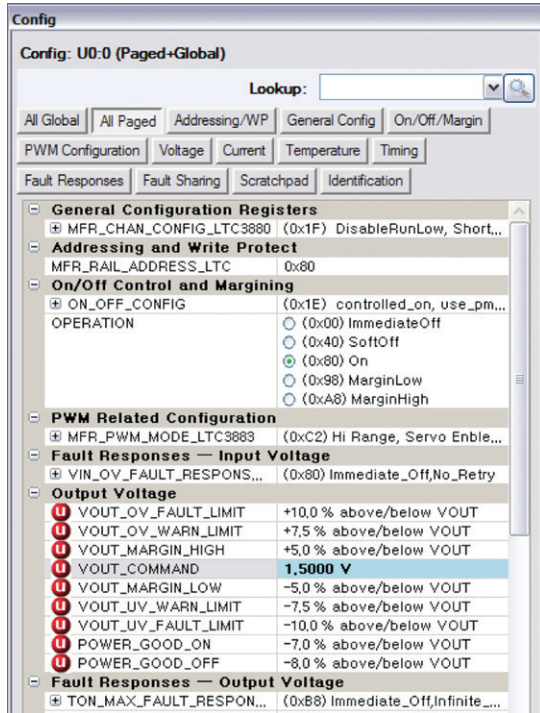 Config
Config: U0:0 (Paged+Global)
Lookup:
All Global All Paged Addressing/WP General Config On/Off/Margin
PWM Configuration Voltage Current Temperature Timing
Fault Responses Fault Sharing Scratchpad Identification
General Configuration Registers
MFR_CHAN_CONFIG_LTC3880 (0x1F) DisableRunLow, Short...
Addressing and Write Protect
MFR_RAIL_ADDRESS_LTC 0x80
On/Off Control and Margining
ON_OFF_CONFIG (0x1E) controlled_on, use_pm...
OPERATION (0x00) ImmediateOff
(0x40) SoftOff
(0x80) On
(0x98) MarginLow
(0xA8) MarginHigh
PWM Related Configuration
MFR_PWM_MODE_LTC3883 (0xC2) Hi Range, Servo Enble...
Fault Responses — Input Voltage
VIN_OV_FAULT_RESPONS... (0x80) Immediate_Off,No_Retry
Output Voltage
U VOUT_OV_FAULT_LIMIT +10,0 % above/below VOUT
U VOUT_OV_WARN_LIMIT +7,5 % above/below VOUT
U VOUT_MARGIN_HIGH +5,0 % above/below VOUT
U VOUT_COMMAND 1,5000 V
U VOUT_MARGIN_LOW −5,0 % above/below VOUT
U VOUT_UV_WARN_LIMIT −7,5 % above/below VOUT
U VOUT_UV_FAULT_LIMIT −10,0 % above/below VOUT
U POWER_GOOD_ON −7,0 % above/below VOUT
U POWER_GOOD_OFF −8,0 % above/below VOUT
Fault Responses — Output Voltage
TON_MAX_FAULT_RESPON... (0xB8) Immediate_Off,Infinite_...